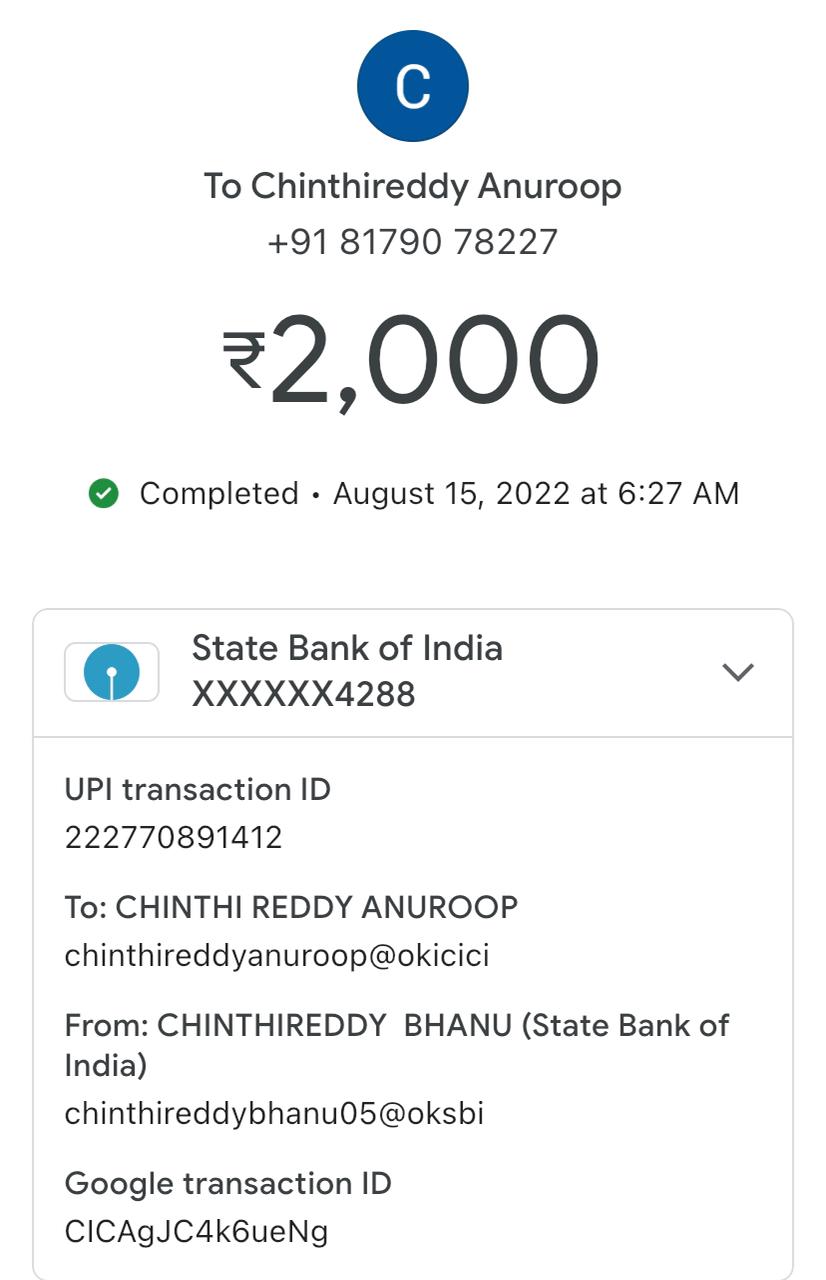 C
To Chinthireddy Anuroop
+91 81790 78227
₹2,000
Completed • August 15, 2022 at 6:27 AM
State Bank of India
XXXXXX4288
UPI transaction ID
222770891412
To: CHINTHI REDDY ANUROOP
chinthireddyanuroop@okicici
From: CHINTHIREDDY  BHANU (State Bank of
India)
chinthireddybhanu05@oksbi
Google transaction ID
CICAgJC4k6ueNg